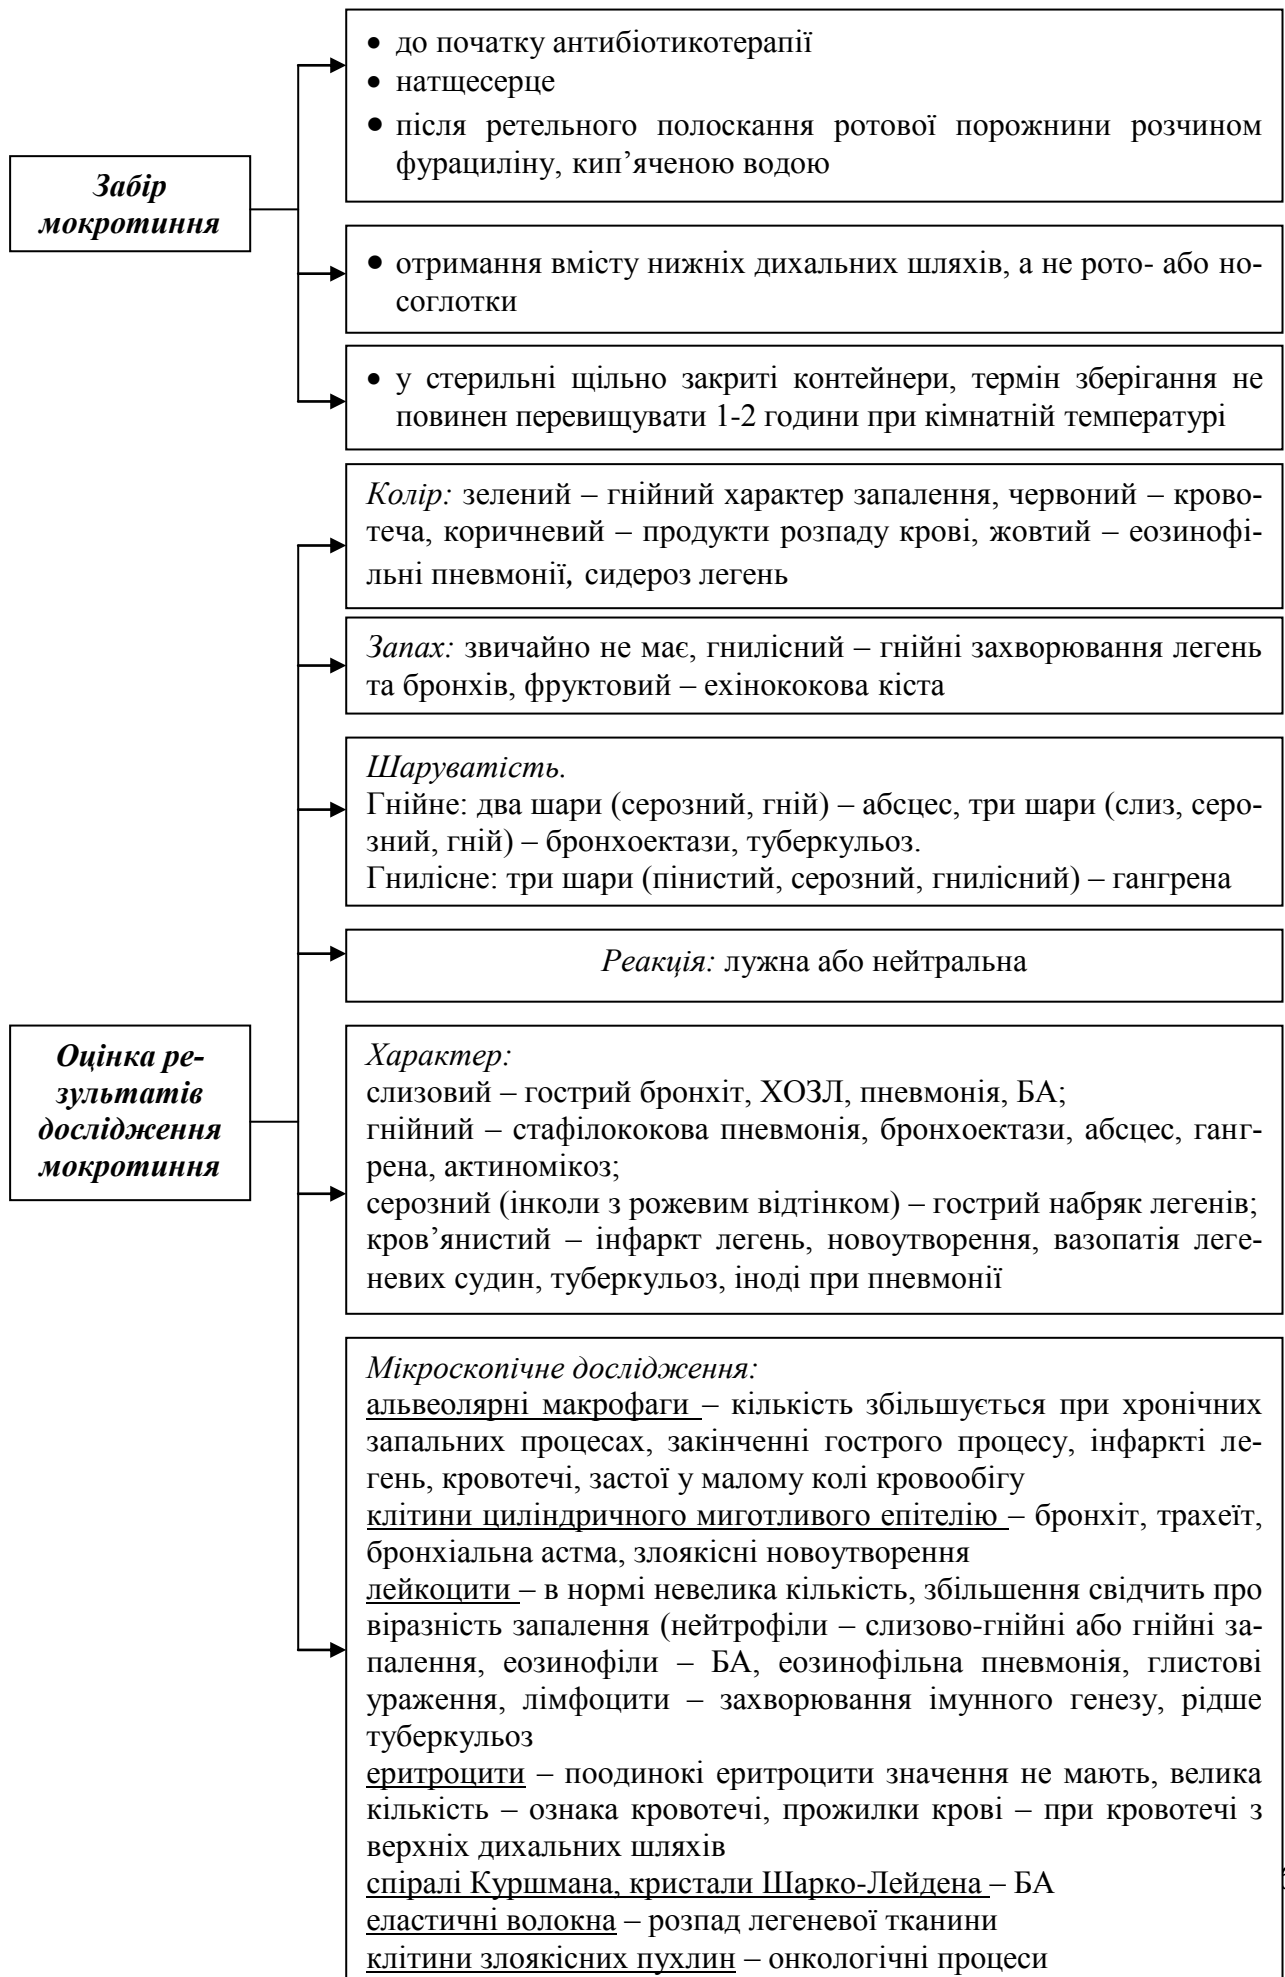 • до початку антибіотикотерапії
• натщесерце
• після ретельного полоскання ротової порожнини розчином
фурациліну, кип’яченою водою
Забір
мокротиння
• отримання вмісту нижніх дихальних шляхів, а не рото- або но-
соглотки
• у стерильні щільно закриті контейнери, термін зберігання не
повинен перевищувати 1-2 години при кімнатній температурі
Колір: зелений – гнійний характер запалення, червоний – крово-
теча, коричневий – продукти розпаду крові, жовтий – еозинофі-
льні пневмонії, сидероз легень
Запах: звичайно не має, гнилісний – гнійні захворювання легень
та бронхів, фруктовий – ехінококова кіста
Шаруватість.
Гнійне: два шари (серозний, гній) – абсцес, три шари (слиз, серо-
зний, гній) – бронхоектази, туберкульоз.
Гнилісне: три шари (пінистий, серозний, гнилісний) – гангрена
Реакція: лужна або нейтральна
Оцінка ре-
зультатів
дослідження
мокротиння
Характер:
слизовий – гострий бронхіт, ХОЗЛ, пневмонія, БА;
гнійний – стафілококова пневмонія, бронхоектази, абсцес, ганг-
рена, актиномікоз;
серозний (інколи з рожевим відтінком) – гострий набряк легенів;
кров’янистий – інфаркт легень, новоутворення, вазопатія леге-
невих судин, туберкульоз, іноді при пневмонії
Мікроскопічне дослідження:
альвеолярні макрофаги – кількість збільшується при хронічних
запальних процесах, закінченні гострого процесу, інфаркті ле-
гень, кровотечі, застої у малому колі кровообігу
клітини циліндричного миготливого епітелію – бронхіт, трахеїт,
бронхіальна астма, злоякісні новоутворення
лейкоцити – в нормі невелика кількість, збільшення свідчить про
віразність запалення (нейтрофіли – слизово-гнійні або гнійні за-
палення, еозинофіли – БА, еозинофільна пневмонія, глистові
ураження, лімфоцити – захворювання імунного генезу, рідше
туберкульоз
еритроцити – поодинокі еритроцити значення не мають, велика
кількість – ознака кровотечі, прожилки крові – при кровотечі з
верхніх дихальних шляхів
спіралі Куршмана, кристали Шарко-Лейдена – БА
еластичні волокна – розпад легеневої тканини
клітини злоякісних пухлин – онкологічні процеси